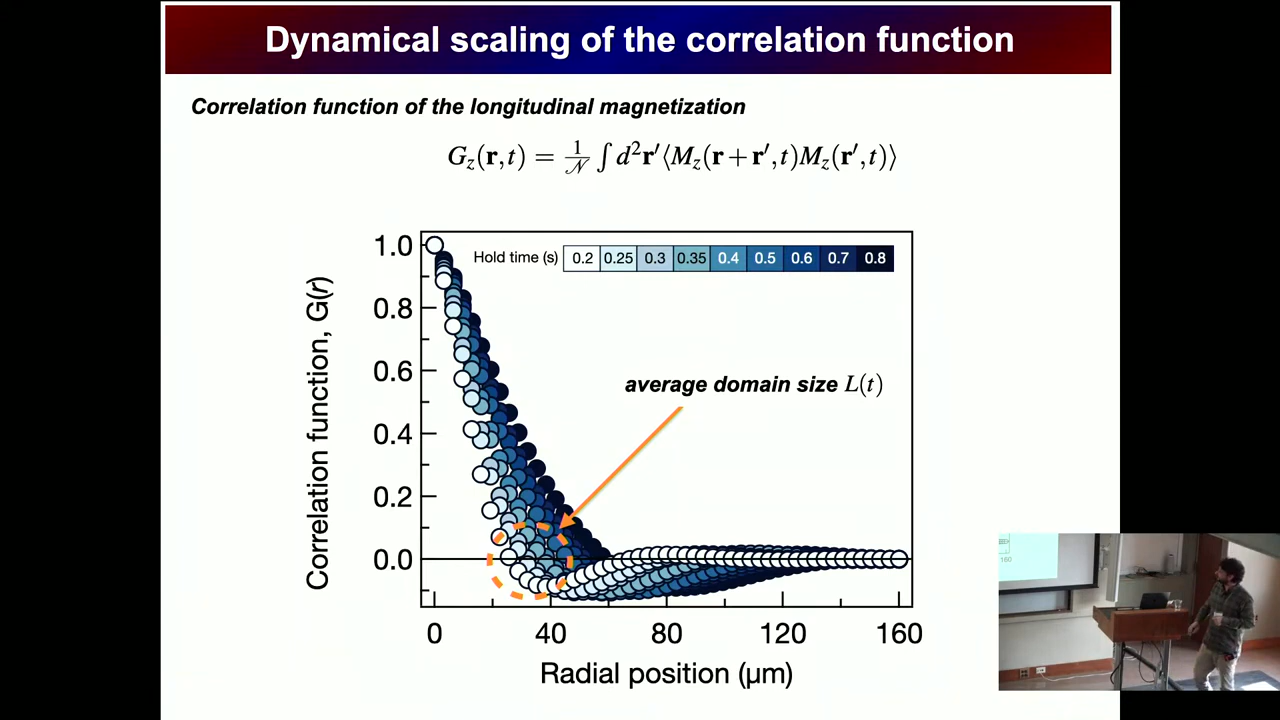 Dynamical scaling of the correlation function
Correlation function of the longitudinal magnetization
G_z(r,t) = 1/𝒩 ∫ d²r′⟨M_z(r + r′,t)M_z(r′,t)⟩
Hold time (s) 0.2 0.25 0.3 0.35 0.4 0.5 0.6 0.7 0.8
1.0
0.8
0.6
0.4
0.2
0.0
Correlation function, G(r)
average domain size L(t)
0 40 80 120 160
Radial position (µm)
160